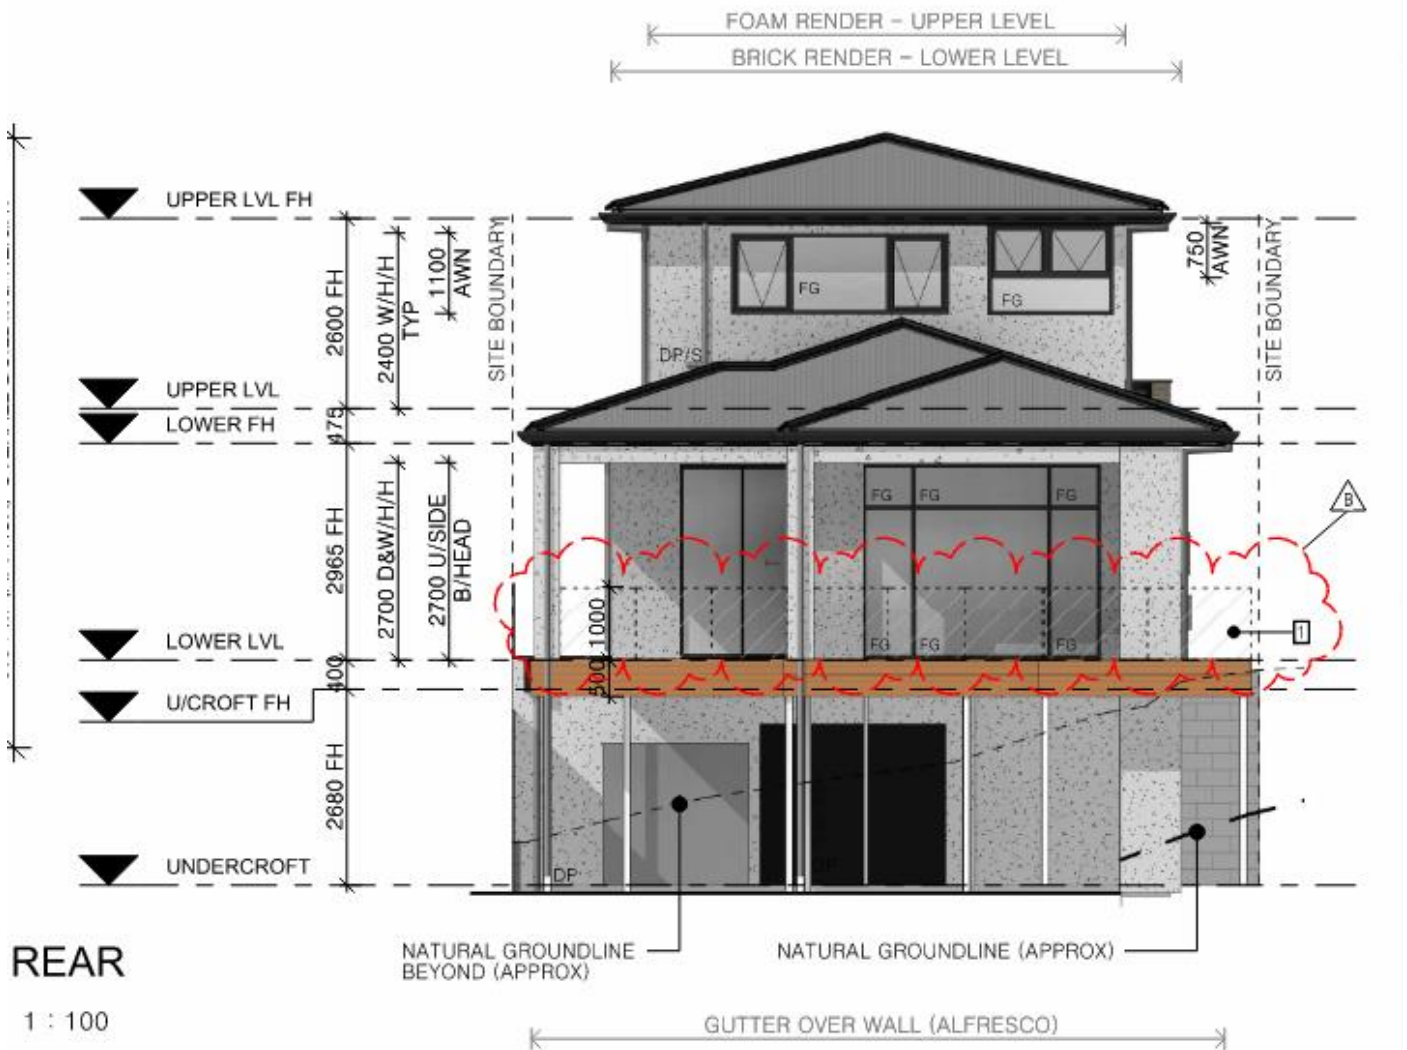 FOAM RENDER - UPPER LEVEL
BRICK RENDER - LOWER LEVEL
UPPER LVL FH
UPPER LVL
LOWER FH
LOWER LVL
U/CROFT FH
UNDERCROFT
2600 FH
475
2965 FH
400
2680 FH
2400 W/H/H
TYP
1100
AWN
2700 D&W/H/H
2700 U/SIDE
B/HEAD
SITE BOUNDARY
750
AWN
SITE BOUNDARY
FG
FG
DP/S
FG
FG
FG
FG
FG
FG
1000
500
B
1
DP
DP
NATURAL GROUNDLINE
BEYOND (APPROX)
NATURAL GROUNDLINE (APPROX)
REAR
1 : 100
GUTTER OVER WALL (ALFRESCO)